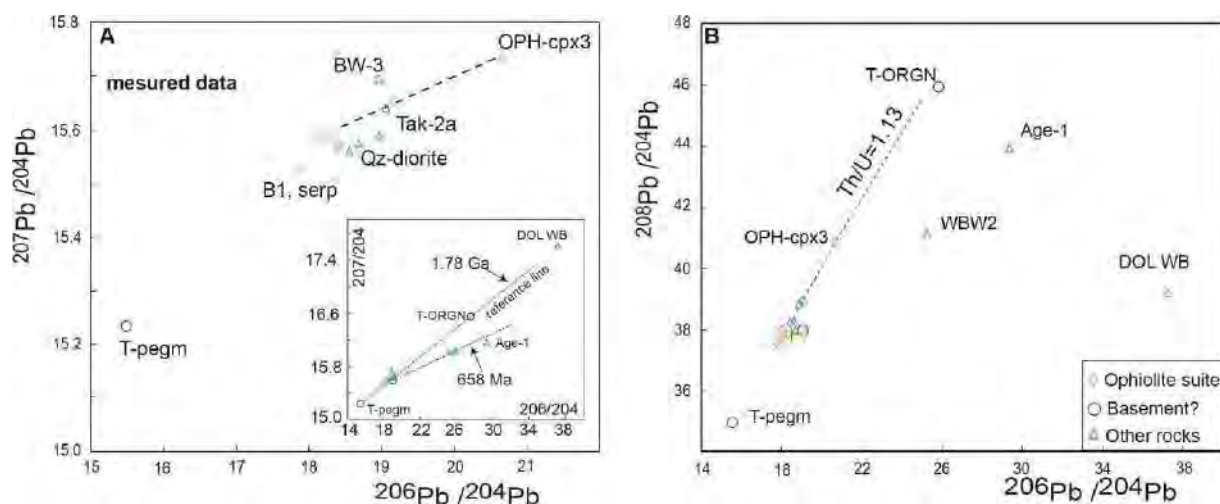 15.8
A
mesured data
BW-3
OPH-cpx3
Tak-2a
Qz-diorite
B1, serp
T-pegm
15.6
15.4
15.2
15.0
207Pb /204Pb
15 16 17 18 19 20 21
206Pb /204Pb
207/204
17.4
16.6
15.8
15.0
DOL WB
1.78 Ga
reference line
T-ORGN
Age-1
658 Ma
T-pegm
206/204
14 18 22 26 30 34 38
48
B
46
44
42
40
38
36
208Pb /204Pb
T-ORGN
Th/U=1.13
Age-1
OPH-cpx3
WBW2
DOL WB
T-pegm
Ophiolite suite
Basement?
Other rocks
14 18 22 26 30 34 38
206Pb /204Pb